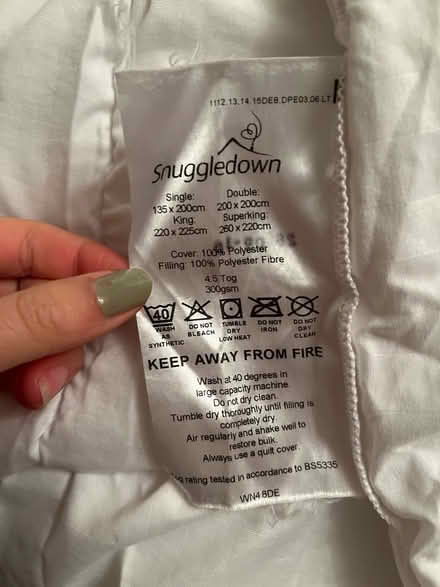 1112,13,14,15DEB,DPE03,06,LT
Snuggledown
Single: Double:
135 x 200cm 200 x 200cm
King: Superking:
220 x 225cm 260 x 220cm
Cover: 100% Polyester
Filling: 100% Polyester Fibre
4.5 Tog
300gsm
40
WASH AS SYNTHETIC
DO NOT BLEACH
TUMBLE DRY LOW HEAT
DO NOT IRON
DO NOT DRY CLEAN
KEEP AWAY FROM FIRE
Wash at 40 degrees in
large capacity machine.
Do not dry clean.
Tumble dry thoroughly until filling is
completely dry.
Air regularly and shake well to
restore bulk.
Always use a quilt cover.
rating tested in accordance to BS5335
WN4 8DE